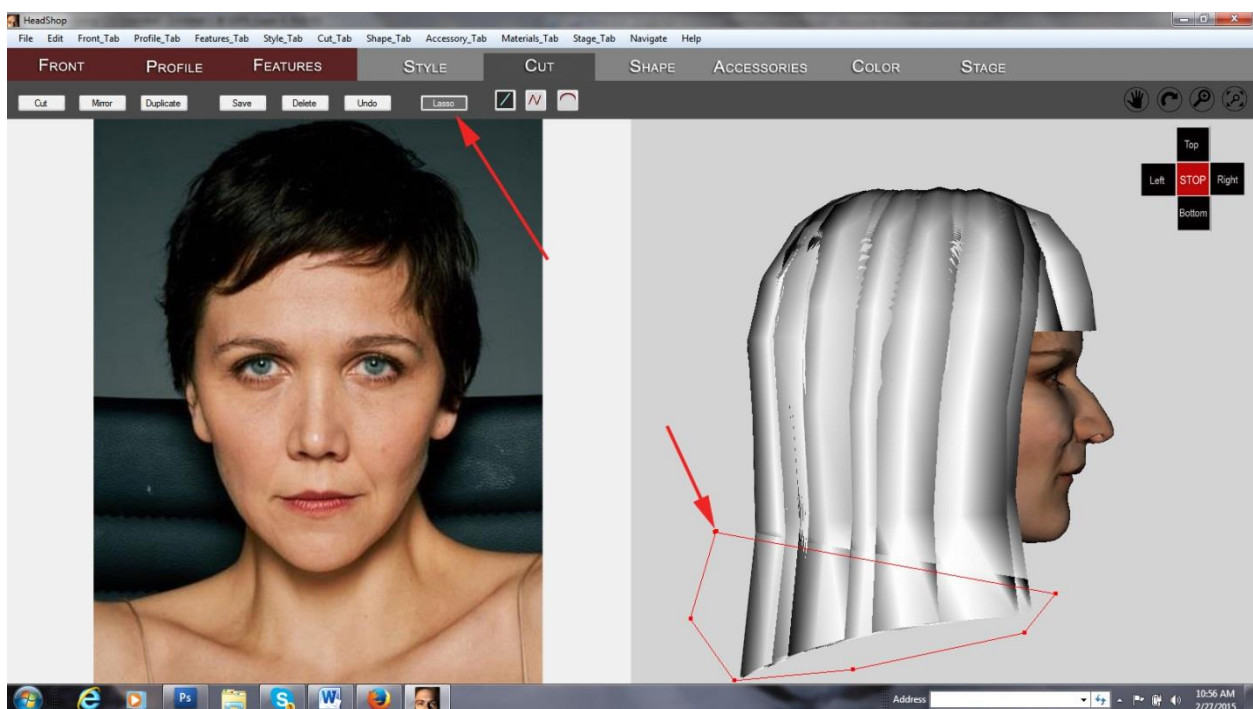 HeadShop
File Edit Front_Tab Profile_Tab Features_Tab Style_Tab Cut_Tab Shape_Tab Accessory_Tab Materials_Tab Stage_Tab Navigate Help
FRONT PROFILE FEATURES STYLE CUT SHAPE ACCESSORIES COLOR STAGE
Cut Mirror Duplicate Save Delete Undo Lasso
Top
Left STOP Right
Bottom
Ps S W Address 10:56 AM
2/27/2015